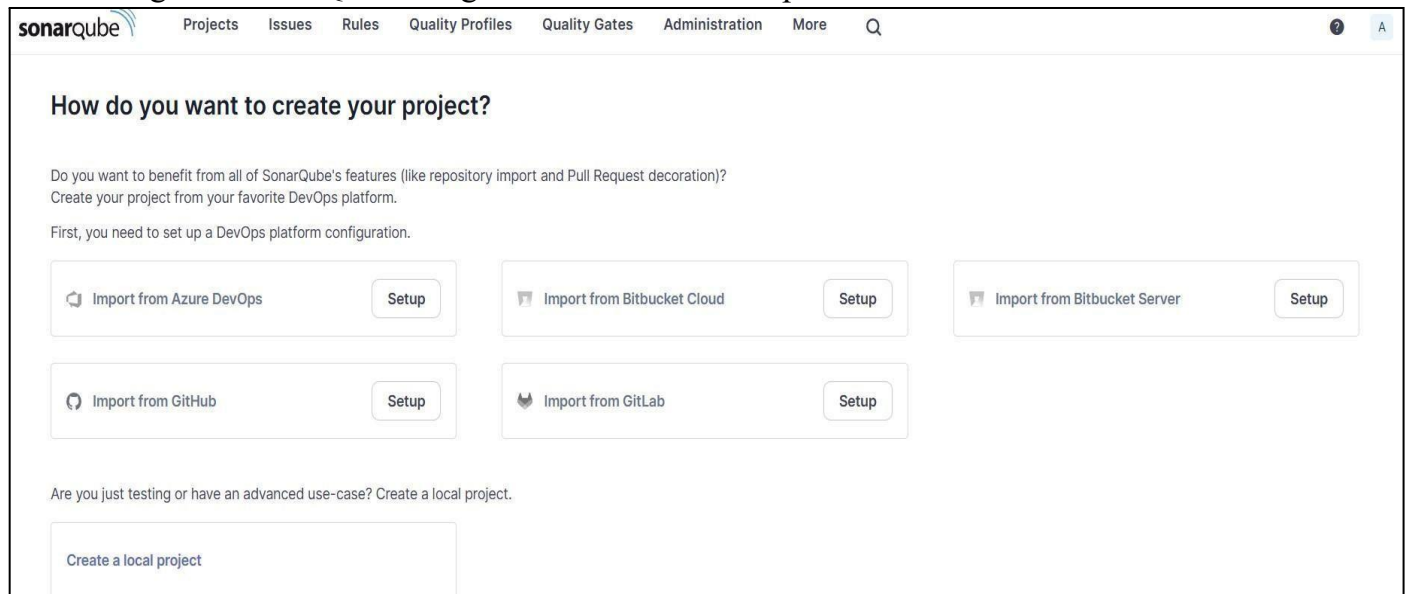 sonarqube Projects Issues Rules Quality Profiles Quality Gates Administration More ? A
How do you want to create your project?
Do you want to benefit from all of SonarQube's features (like repository import and Pull Request decoration)?
Create your project from your favorite DevOps platform.
First, you need to set up a DevOps platform configuration.
Import from Azure DevOps Setup Import from Bitbucket Cloud Setup Import from Bitbucket Server Setup
Import from GitHub Setup Import from GitLab Setup
Are you just testing or have an advanced use-case? Create a local project.
Create a local project